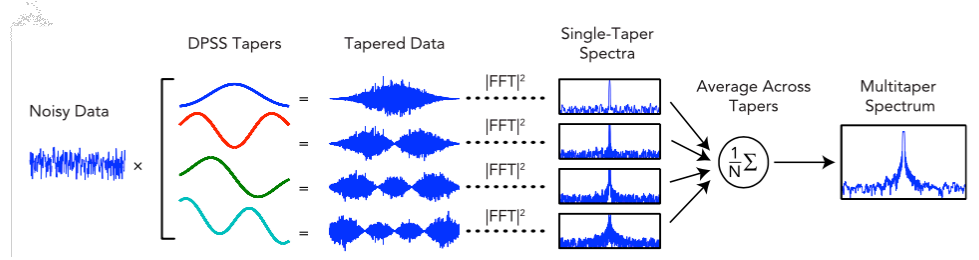 DPSS Tapers
Tapered Data
Single-Taper
Spectra
Average Across
Tapers
Multitaper
Spectrum
Noisy Data
×
=
|FFT|²
=
|FFT|²
=
|FFT|²
=
|FFT|²
1/N Σ